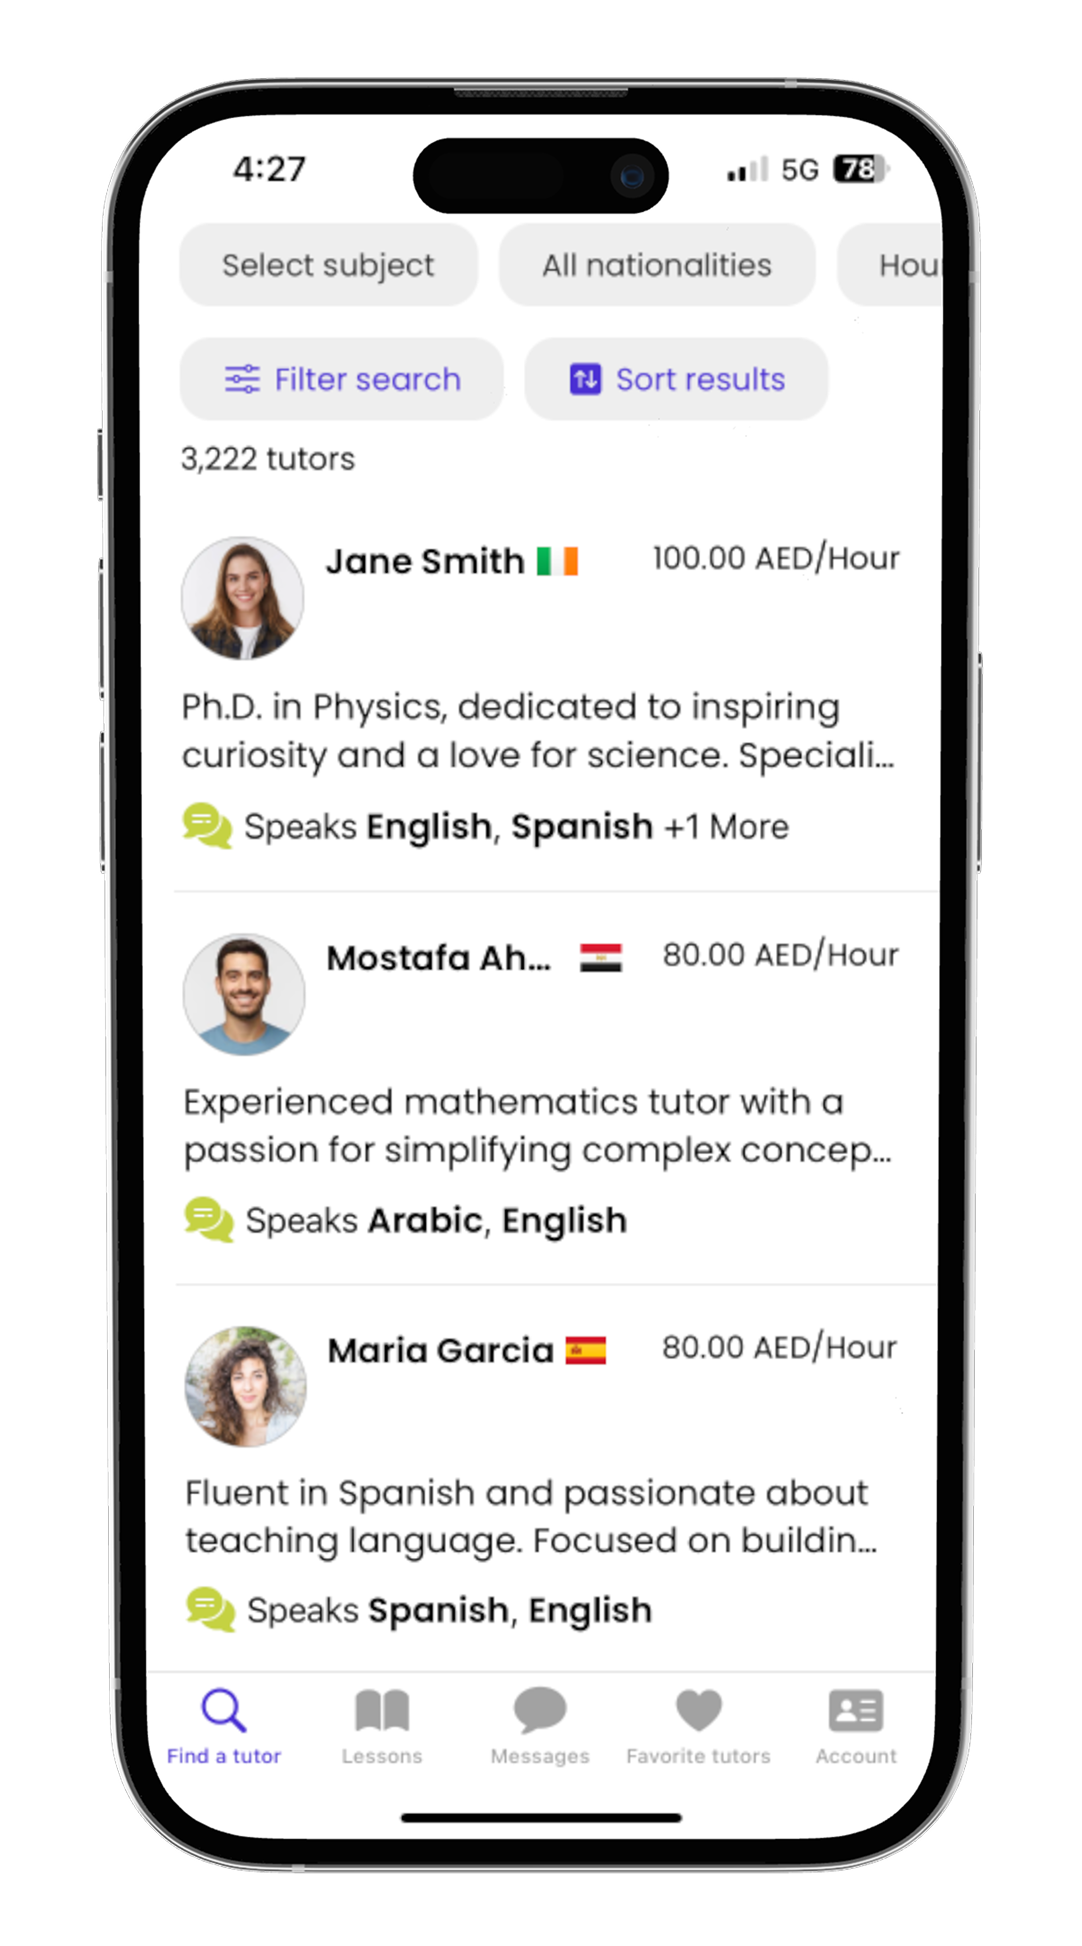 4:27 5G 78
Select subject All nationalities Hou
Filter search Sort results
3,222 tutors
Jane Smith 100.00 AED/Hour
Ph.D. in Physics, dedicated to inspiring
curiosity and a love for science. Speciali...
Speaks English, Spanish +1 More
Mostafa Ah... 80.00 AED/Hour
Experienced mathematics tutor with a
passion for simplifying complex concep...
Speaks Arabic, English
Maria Garcia 80.00 AED/Hour
Fluent in Spanish and passionate about
teaching language. Focused on buildin...
Speaks Spanish, English
Find a tutor Lessons Messages Favorite tutors Account